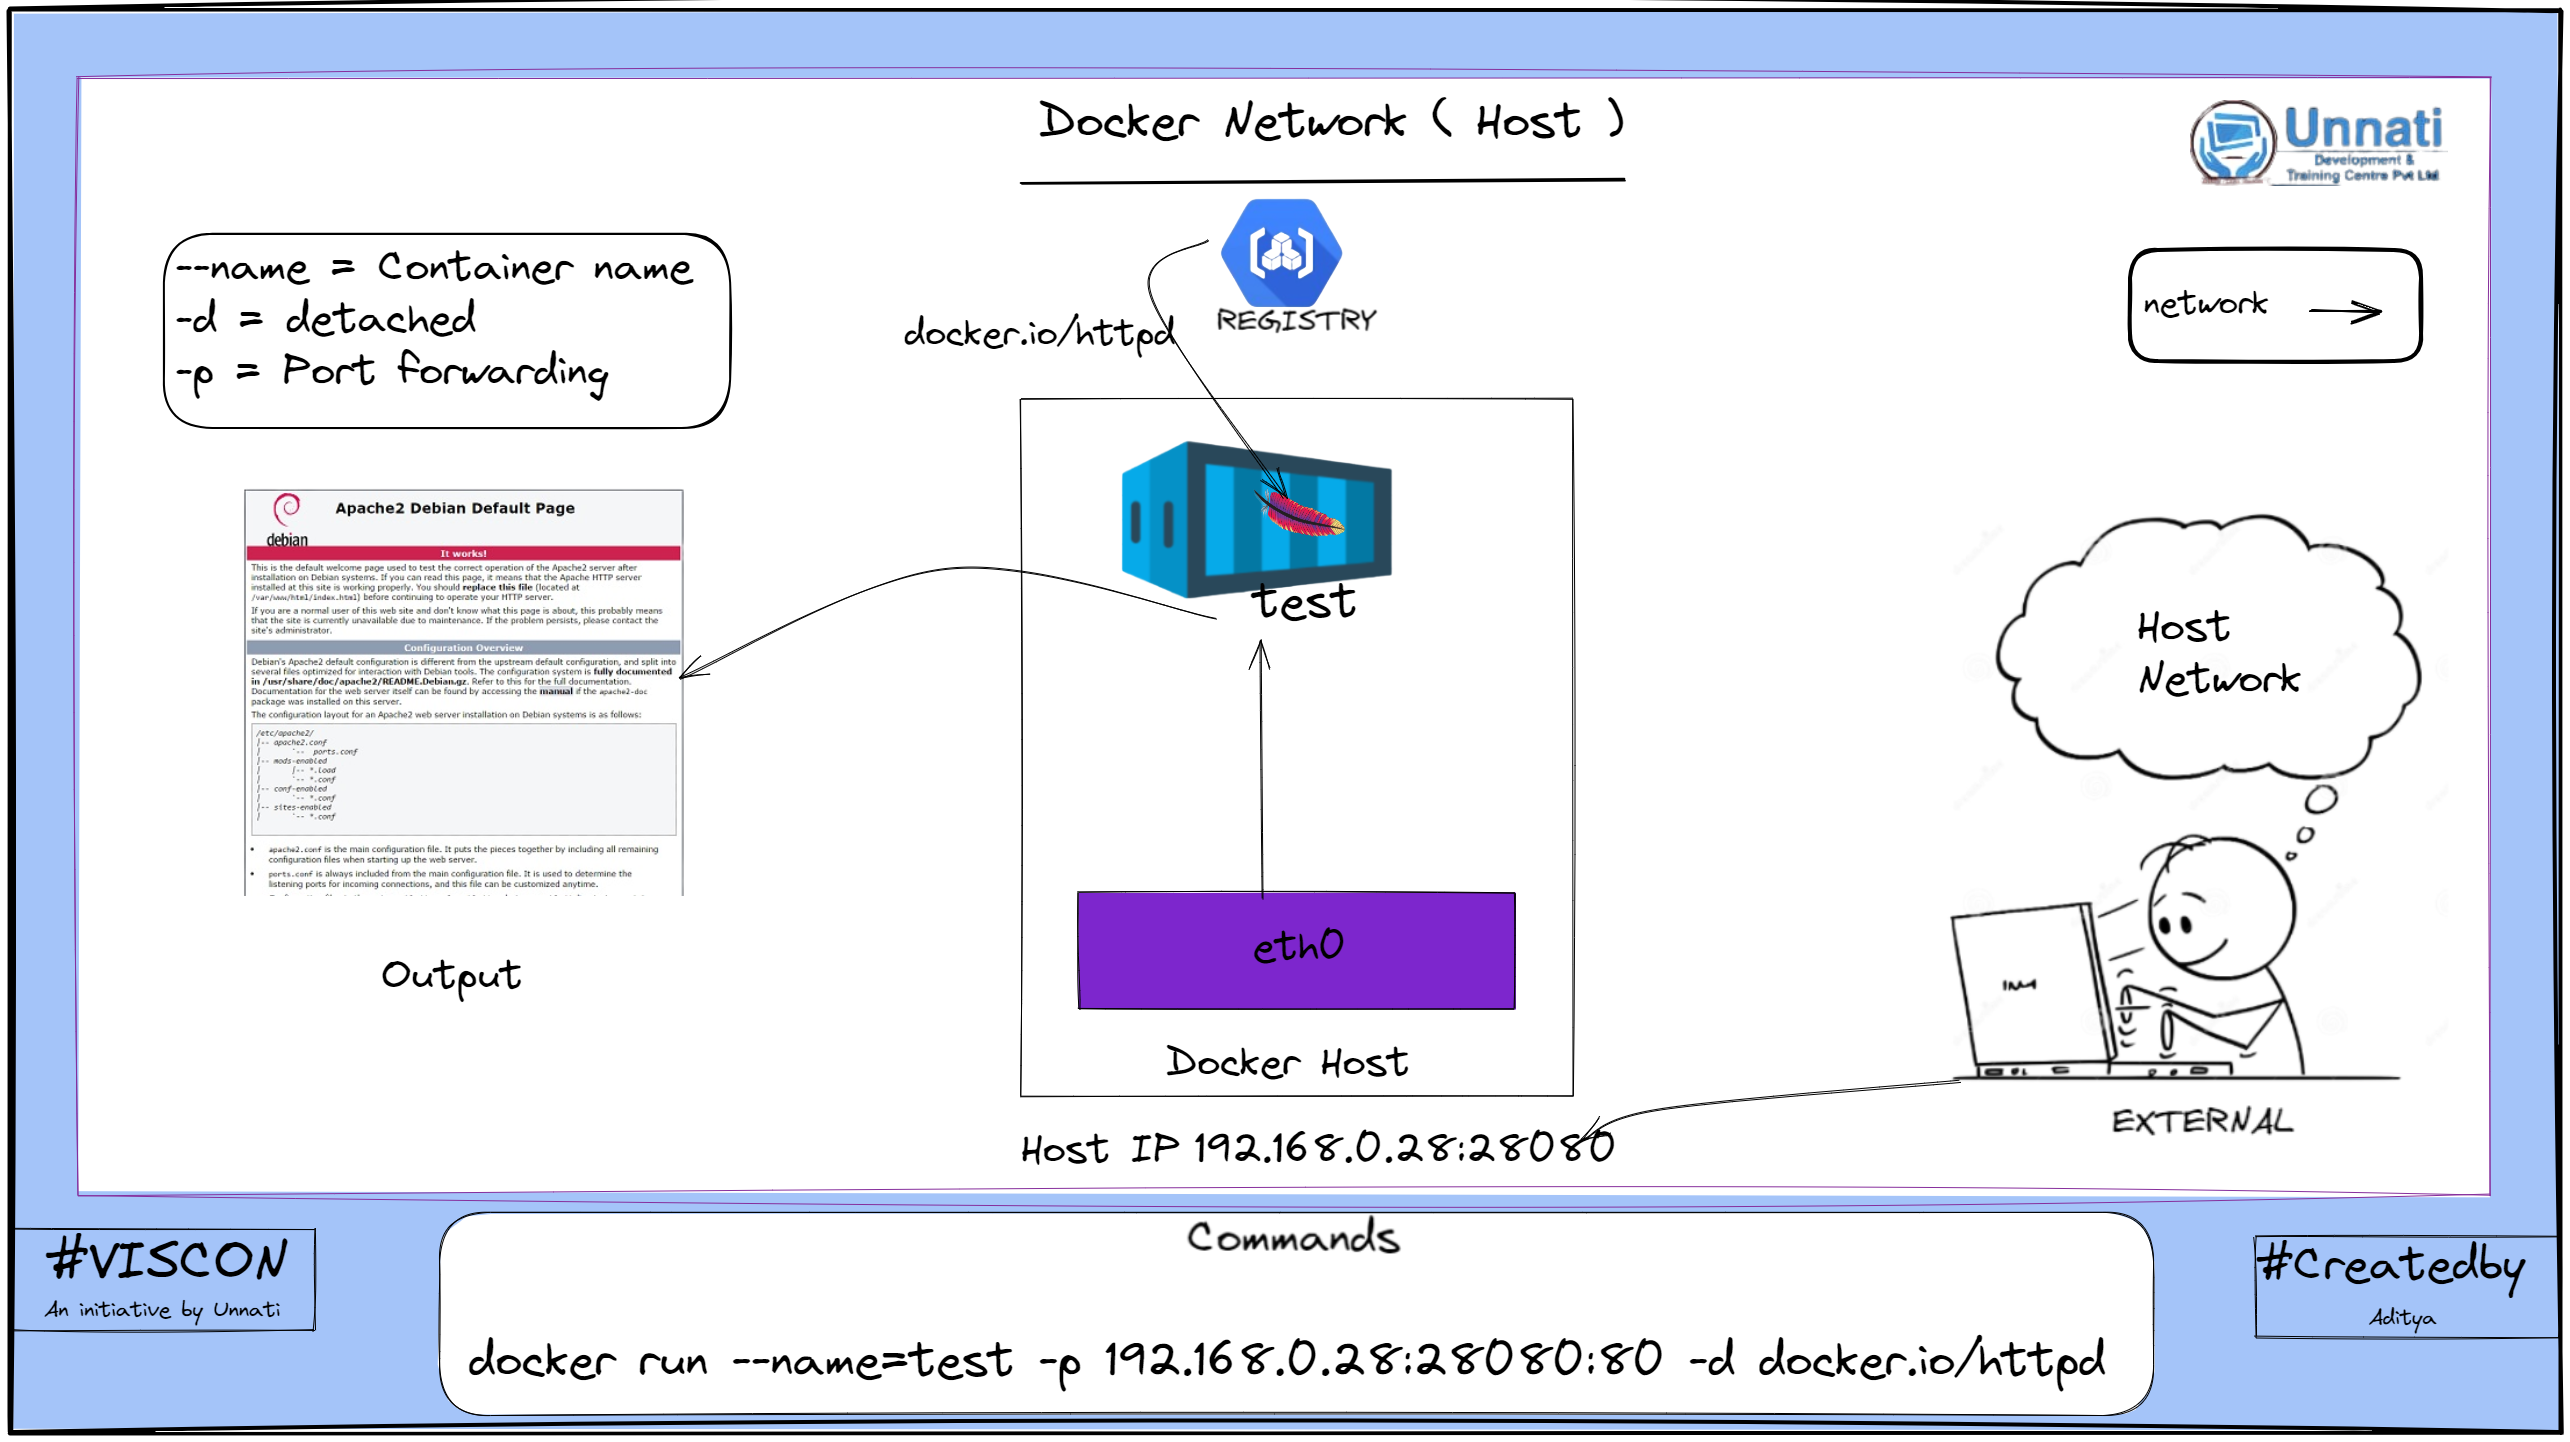 Docker Network ( Host )
Unnati
Development &
Training Centre Pvt Ltd
--name = Container name
-d = detached
-p = Port forwarding
REGISTRY
docker.io/httpd
network
Apache2 Debian Default Page
debian
It works!
This is the default welcome page used to test the correct operation of the Apache2 server after
installation on Debian systems. If you can read this page, it means that the Apache HTTP server
installed at this site is working properly. You should replace this file (located at
/var/www/html/index.html) before continuing to operate your HTTP server.
If you are a normal user of this web site and don't know what this page is about, this probably means
that the site is currently unavailable due to maintenance. If the problem persists, please contact the
site's administrator.
Configuration Overview
Debian's Apache2 default configuration is different from the upstream default configuration, and split into
several files optimized for interaction with Debian tools. The configuration system is fully documented
in /usr/share/doc/apache2/README.Debian.gz. Refer to this for the full documentation.
Documentation for the web server itself can be found by accessing the manual if the apache2-doc
package was installed on this server.
The configuration layout for an Apache2 web server installation on Debian systems is as follows:
/etc/apache2/
|-- apache2.conf
|       `--  ports.conf
|-- mods-enabled
|       |-- *.load
|       `-- *.conf
|-- conf-enabled
|       `-- *.conf
|-- sites-enabled
|       `-- *.conf
• apache2.conf is the main configuration file. It puts the pieces together by including all remaining
configuration files when starting up the web server.
• ports.conf is always included from the main configuration file. It is used to determine the
listening ports for incoming connections, and this file can be customized anytime.
Output
test
eth0
Docker Host
Host IP 192.168.0.28:28080
Host
Network
EXTERNAL
#VISCON
An initiative by Unnati
Commands
docker run --name=test -p 192.168.0.28:28080:80 -d docker.io/httpd
#Createdby
Aditya